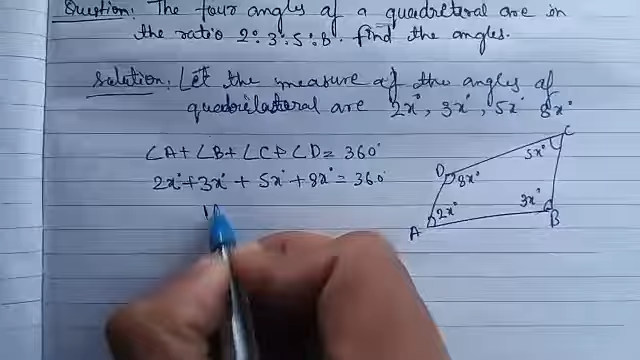 Question: The four angles of a quadreteral are in
the ratio 2:3:5:8. find the angles.
Solution: Let the measure of the angles of
quadrilateral are 2x°, 3x°, 5x° 8x°
∠A+∠B+∠C+∠D=360°
2x°+3x°+5x°+8x°=360°
C
5x°
D
8x°
3x°
2x°
B
A